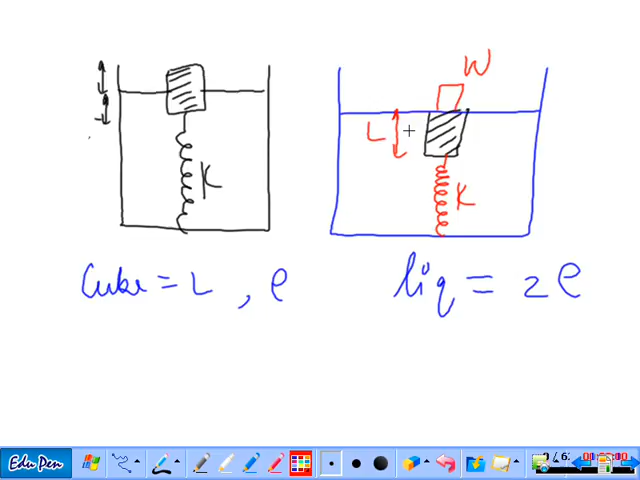 W
L
K
K
Cube = L , ρ
liq = 2ρ
Edu Pen